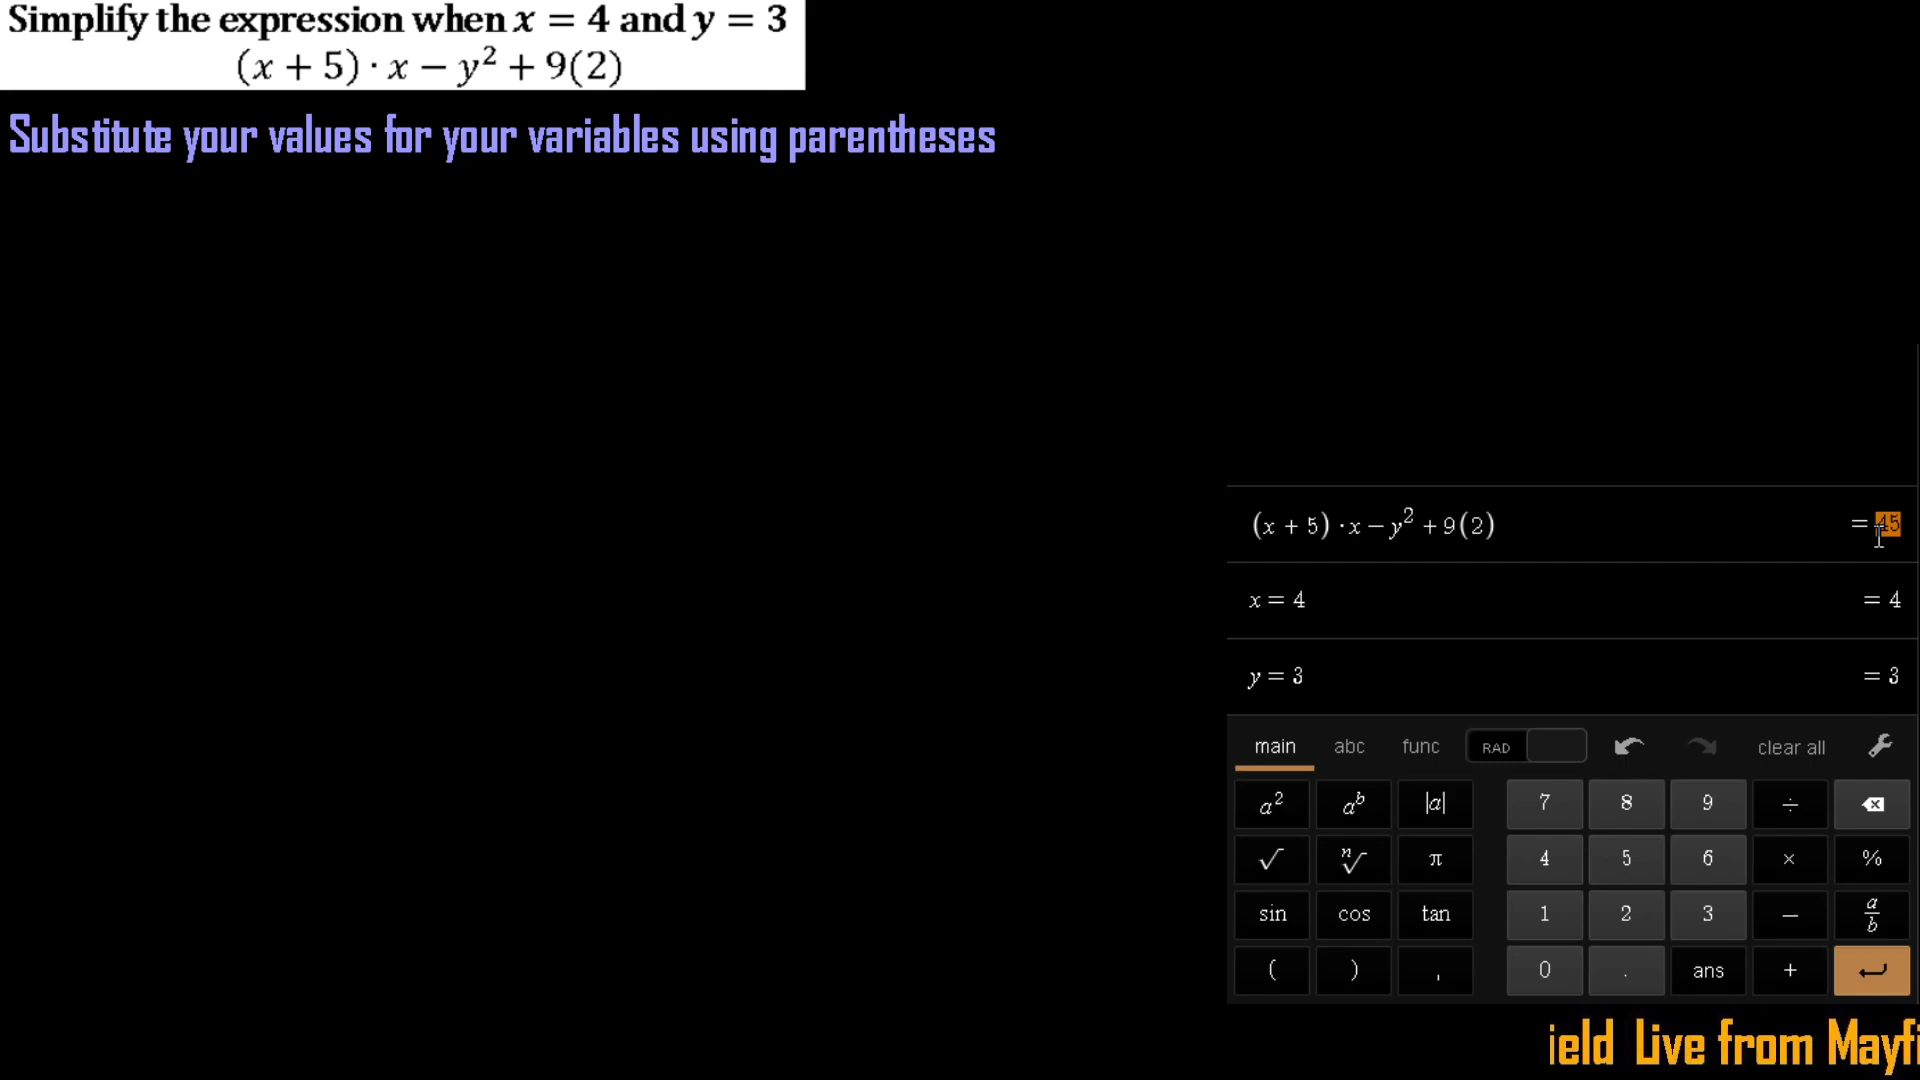 Simplify the expression when x = 4 and y = 3
(x + 5) · x − y² + 9(2)
Substitute your values for your variables using parentheses
(x + 5) · x − y² + 9(2) = 45
x = 4 = 4
y = 3 = 3
main abc func RAD clear all
a² aᵇ |a| 7 8 9 ÷
√ ⁿ√ π 4 5 6 × %
sin cos tan 1 2 3 − a/b
( ) , 0 . ans +
ield Live from Mayfi